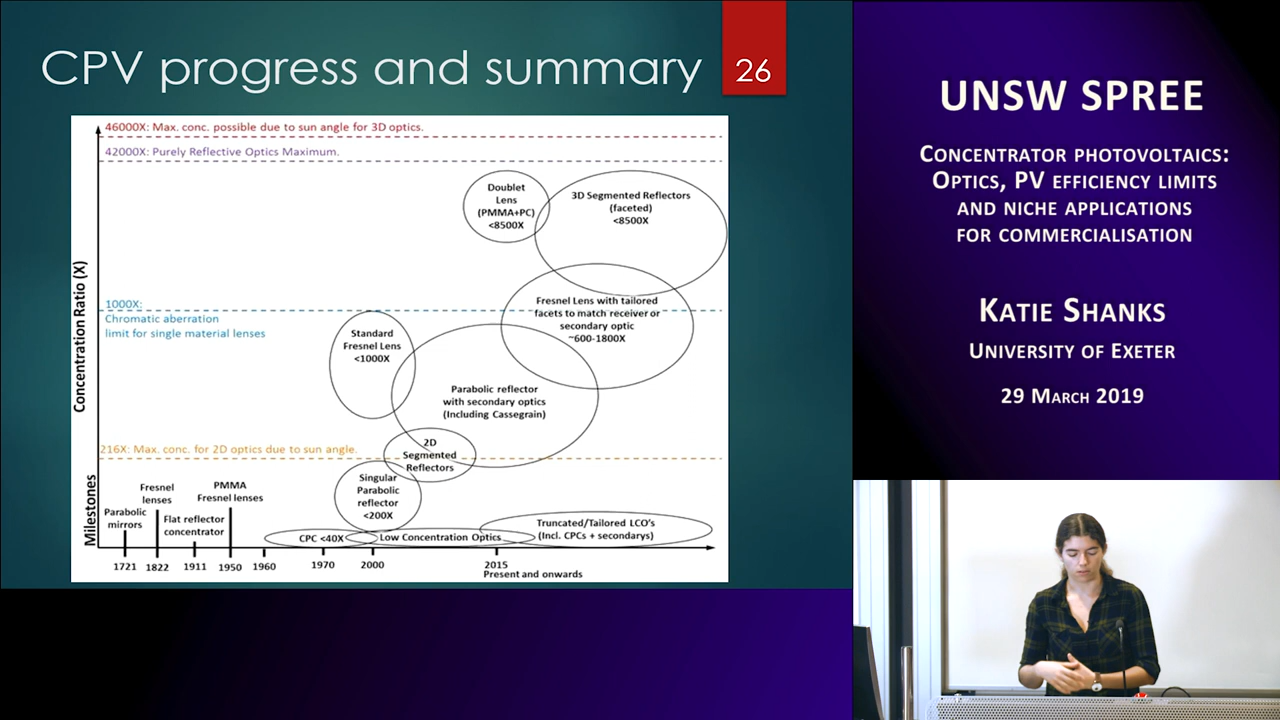 CPV progress and summary
26
46000X: Max. conc. possible due to sun angle for 3D optics.
42000X: Purely Reflective Optics Maximum.
Doublet
Lens
(PMMA+PC)
<8500X
3D Segmented Reflectors
(faceted)
<8500X
Concentration Ratio (X)
1000X:
Chromatic aberration
limit for single material lenses
Standard
Fresnel Lens
<1000X
Fresnel Lens with tailored
facets to match receiver or
secondary optic
~600-1800X
Parabolic reflector
with secondary optics
(Including Cassegrain)
216X: Max. conc. for 2D optics due to sun angle.
2D
Segmented
Reflectors
Singular
Parabolic
reflector
<200X
Milestones
Parabolic
mirrors
Fresnel
lenses
Flat reflector
concentrator
PMMA
Fresnel lenses
CPC <40X
Low Concentration Optics
Truncated/Tailored LCO's
(Incl. CPCs + secondarys)
1721
1822
1911
1950
1960
1970
2000
2015
Present and onwards
UNSW SPREE
Concentrator photovoltaics:
Optics, PV efficiency limits
and niche applications
for commercialisation
Katie Shanks
University of Exeter
29 March 2019